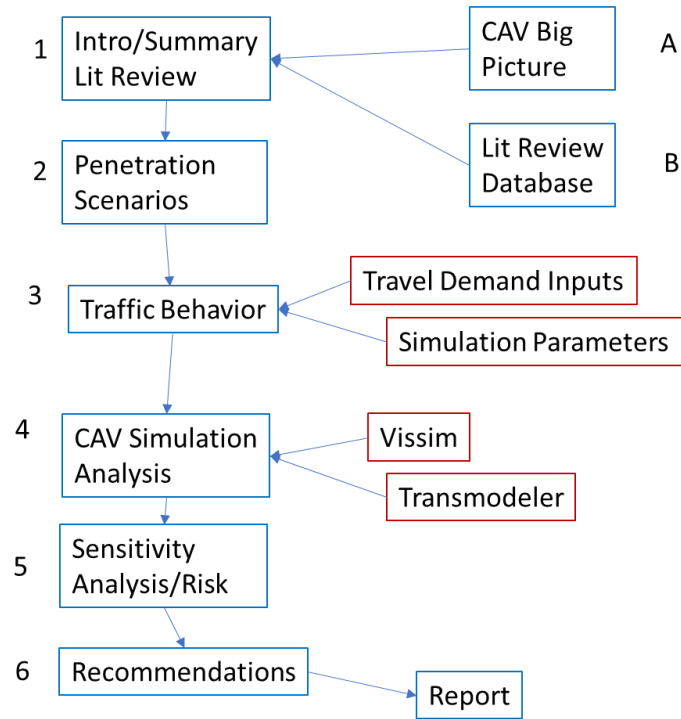 1
Intro/Summary
Lit Review
CAV Big
Picture
A
2
Penetration
Scenarios
Lit Review
Database
B
3
Traffic Behavior
Travel Demand Inputs
Simulation Parameters
4
CAV Simulation
Analysis
Vissim
Transmodeler
5
Sensitivity
Analysis/Risk
6
Recommendations
Report